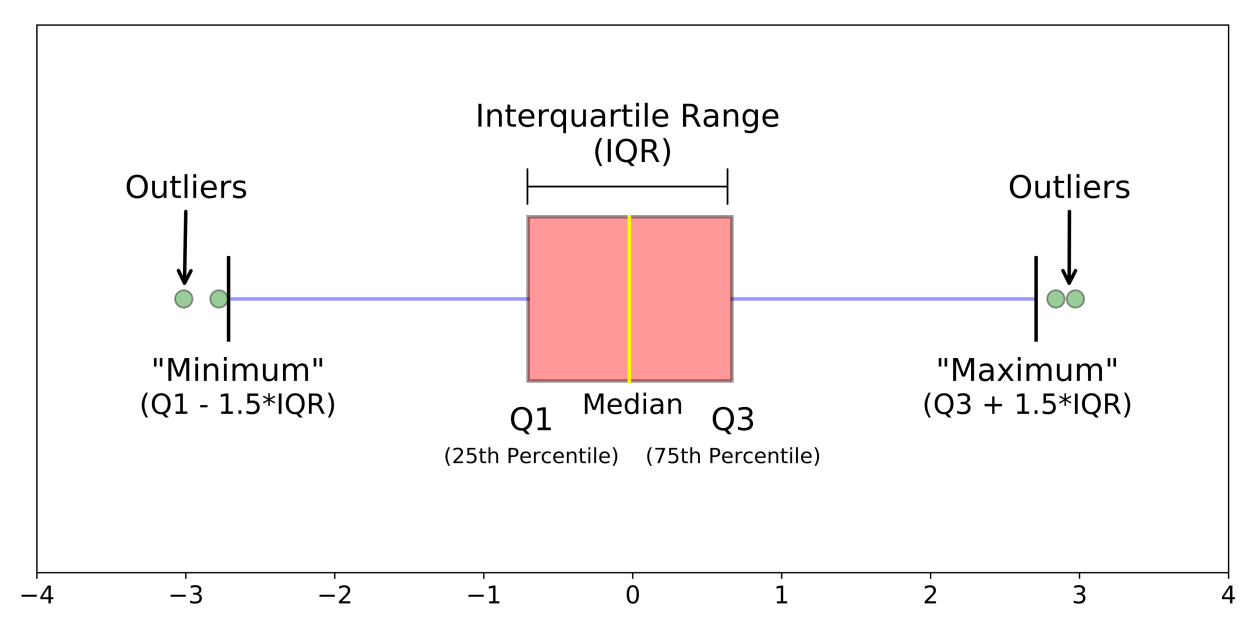 Interquartile Range
(IQR)
Outliers
Outliers
"Minimum"
(Q1 - 1.5*IQR)
"Maximum"
(Q3 + 1.5*IQR)
Median
Q1
Q3
(25th Percentile)
(75th Percentile)
−4 −3 −2 −1 0 1 2 3 4